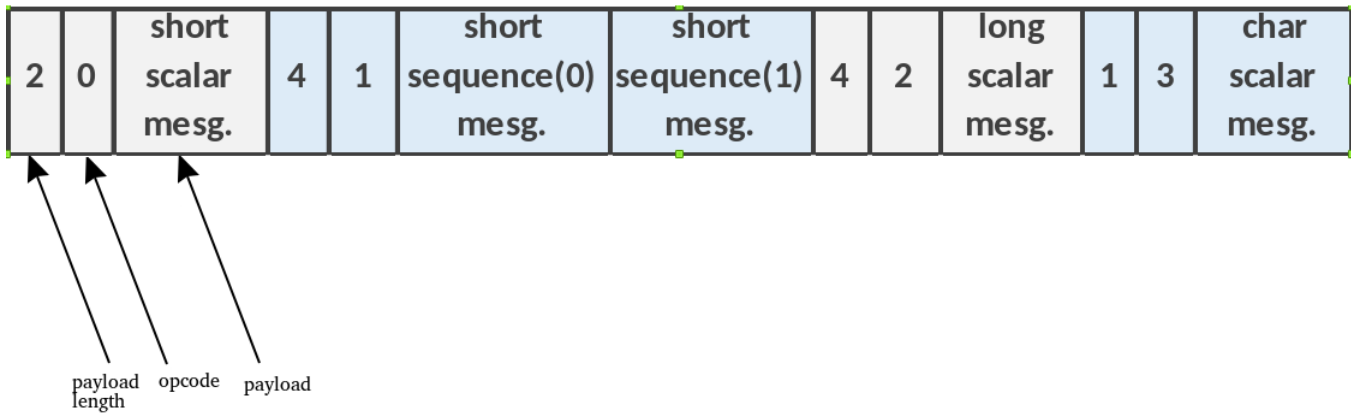 2 0 short scalar mesg. 4 1 short sequence(0) mesg. short sequence(1) mesg. 4 2 long scalar mesg. 1 3 char scalar mesg.
payload length opcode payload